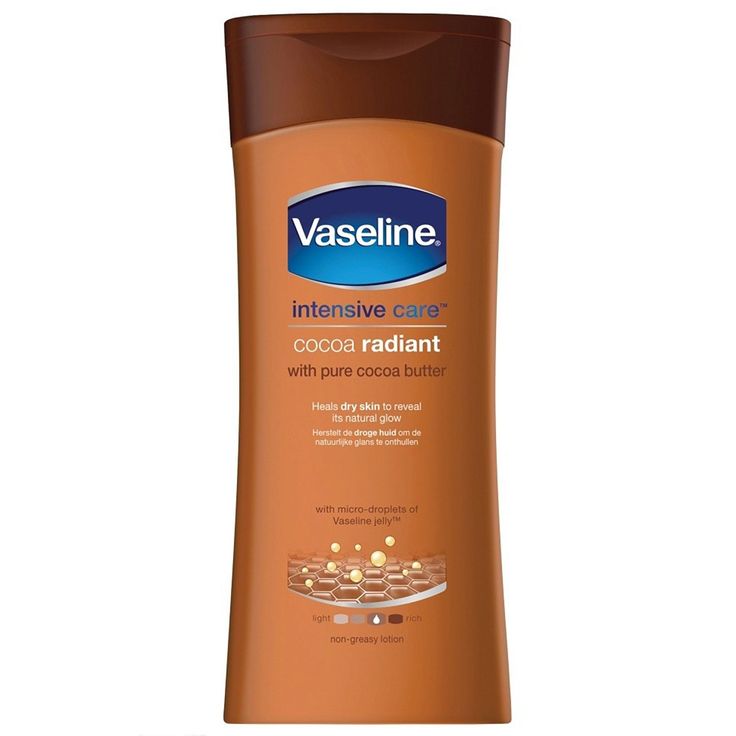 Vaseline®
intensive care™
cocoa radiant
with pure cocoa butter
Heals dry skin to reveal
its natural glow
Herstelt de droge huid om de
natuurlijke glans te onthullen
with micro-droplets of
Vaseline jelly™
light rich
non-greasy lotion